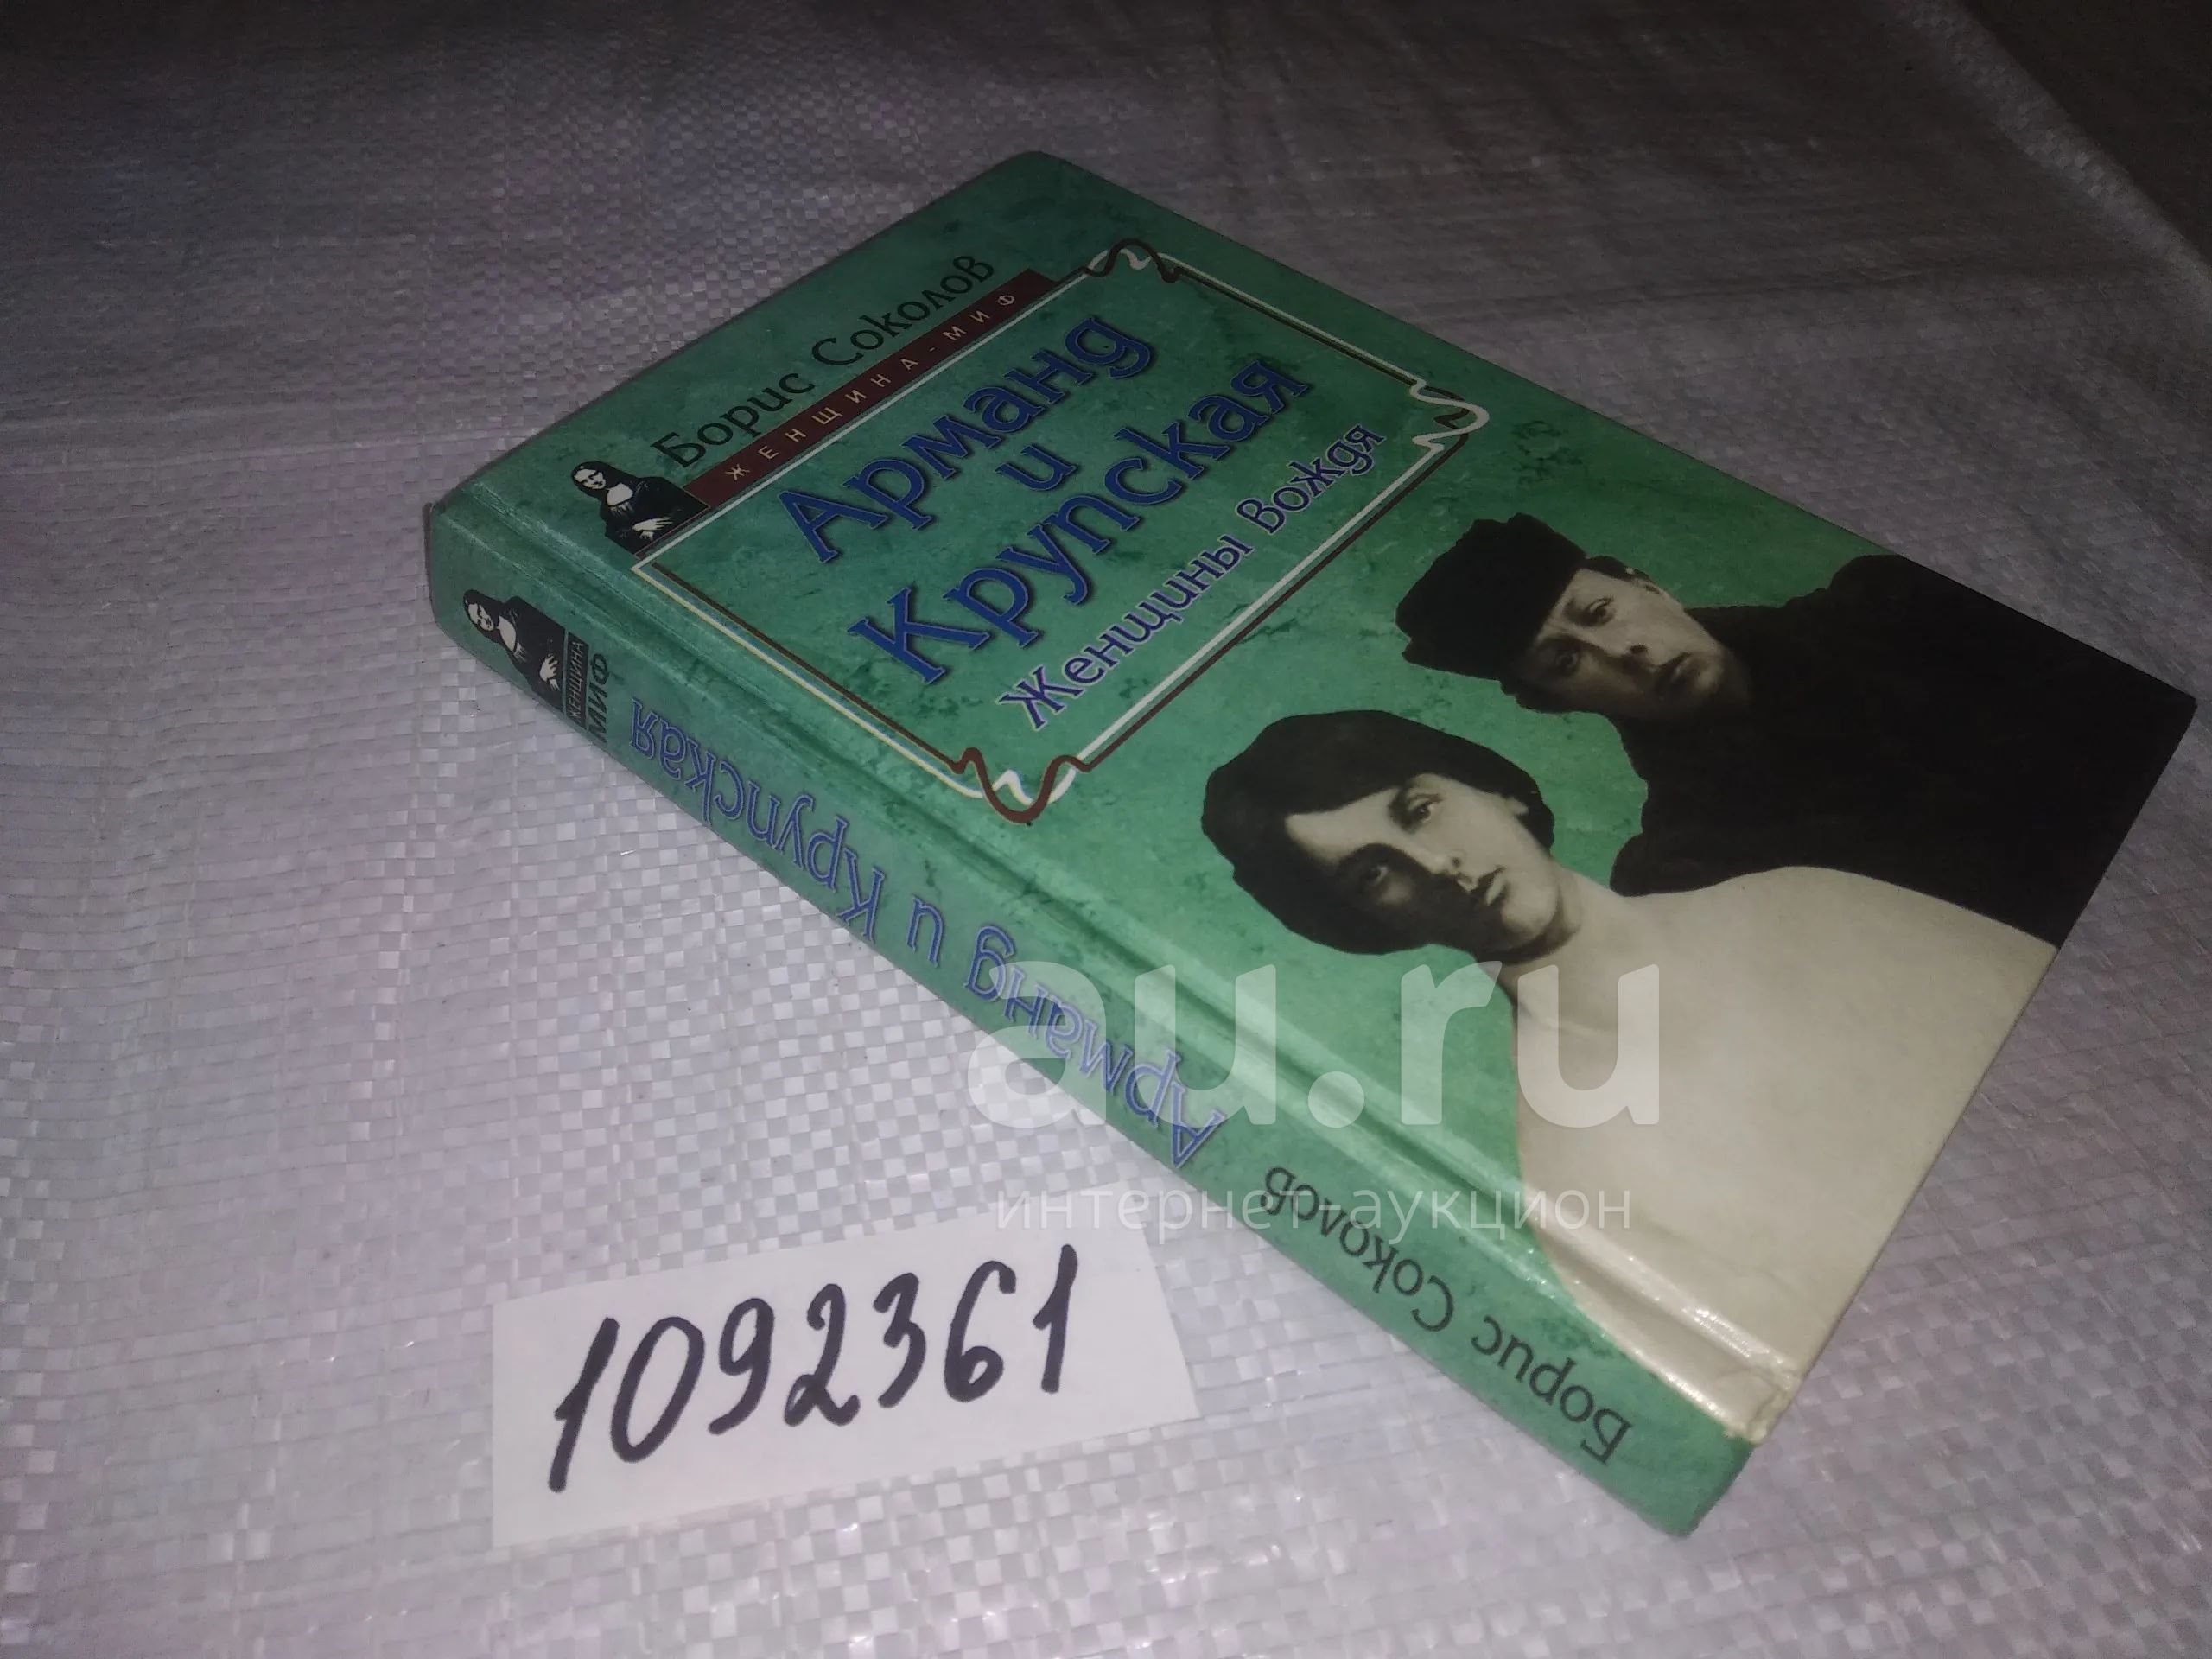 Борис Соколов
ЖЕНЩИНА-МИФ
Арманд
и
Крупская
Женщины вождя
ЖЕНЩИНА
МИФ
Арманд и Крупская
Борис Соколов
au.ru
интернет-аукцион
1092361